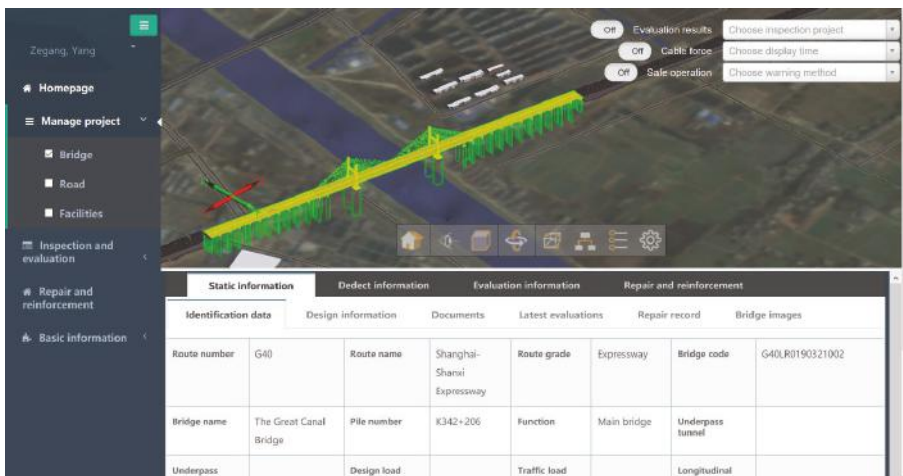 Zegang, Yang
Homepage
Manage project
Bridge
Road
Facilities
Inspection and
evaluation
Repair and
reinforcement
Basic information
Off Evaluation results Choose inspection project
Off Cable force Choose display time
Off Safe operation Choose warning method
Static information Dedect information Evaluation information Repair and reinforcement
Identification data Design information Documents Latest evaluations Repair record Bridge images
Route number G40 Route name Shanghai- Route grade Expressway Bridge code G40LR0190321002
Shanxi
Expressway
Bridge name The Great Canal Pile number K342+206 Function Main bridge Underpass
Bridge tunnel
Underpass Design load Traffic load Longitudinal